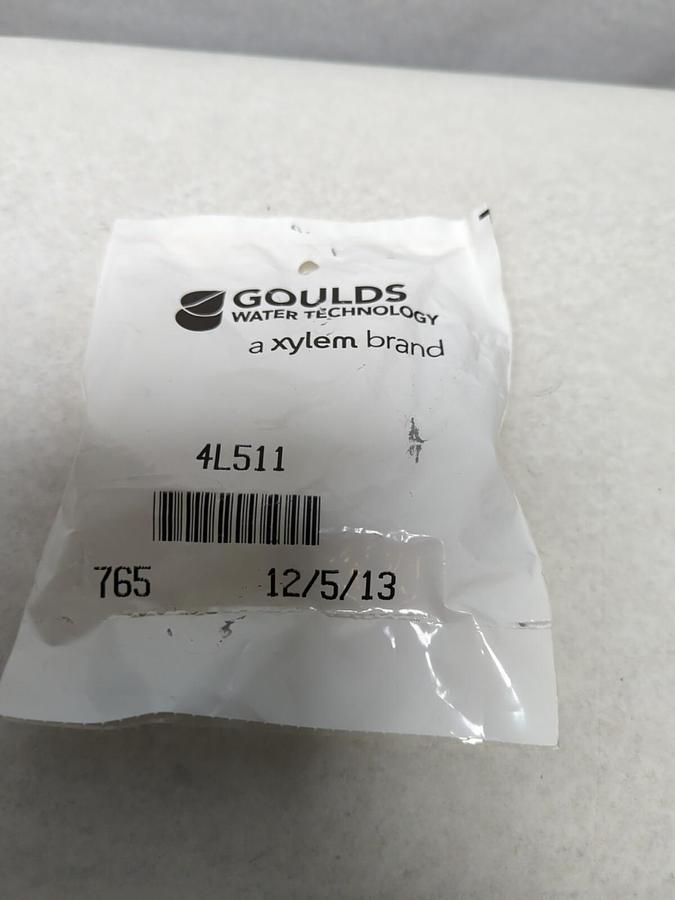 GOULDS
WATER TECHNOLOGY
a xylem brand
4L511
765 12/5/13